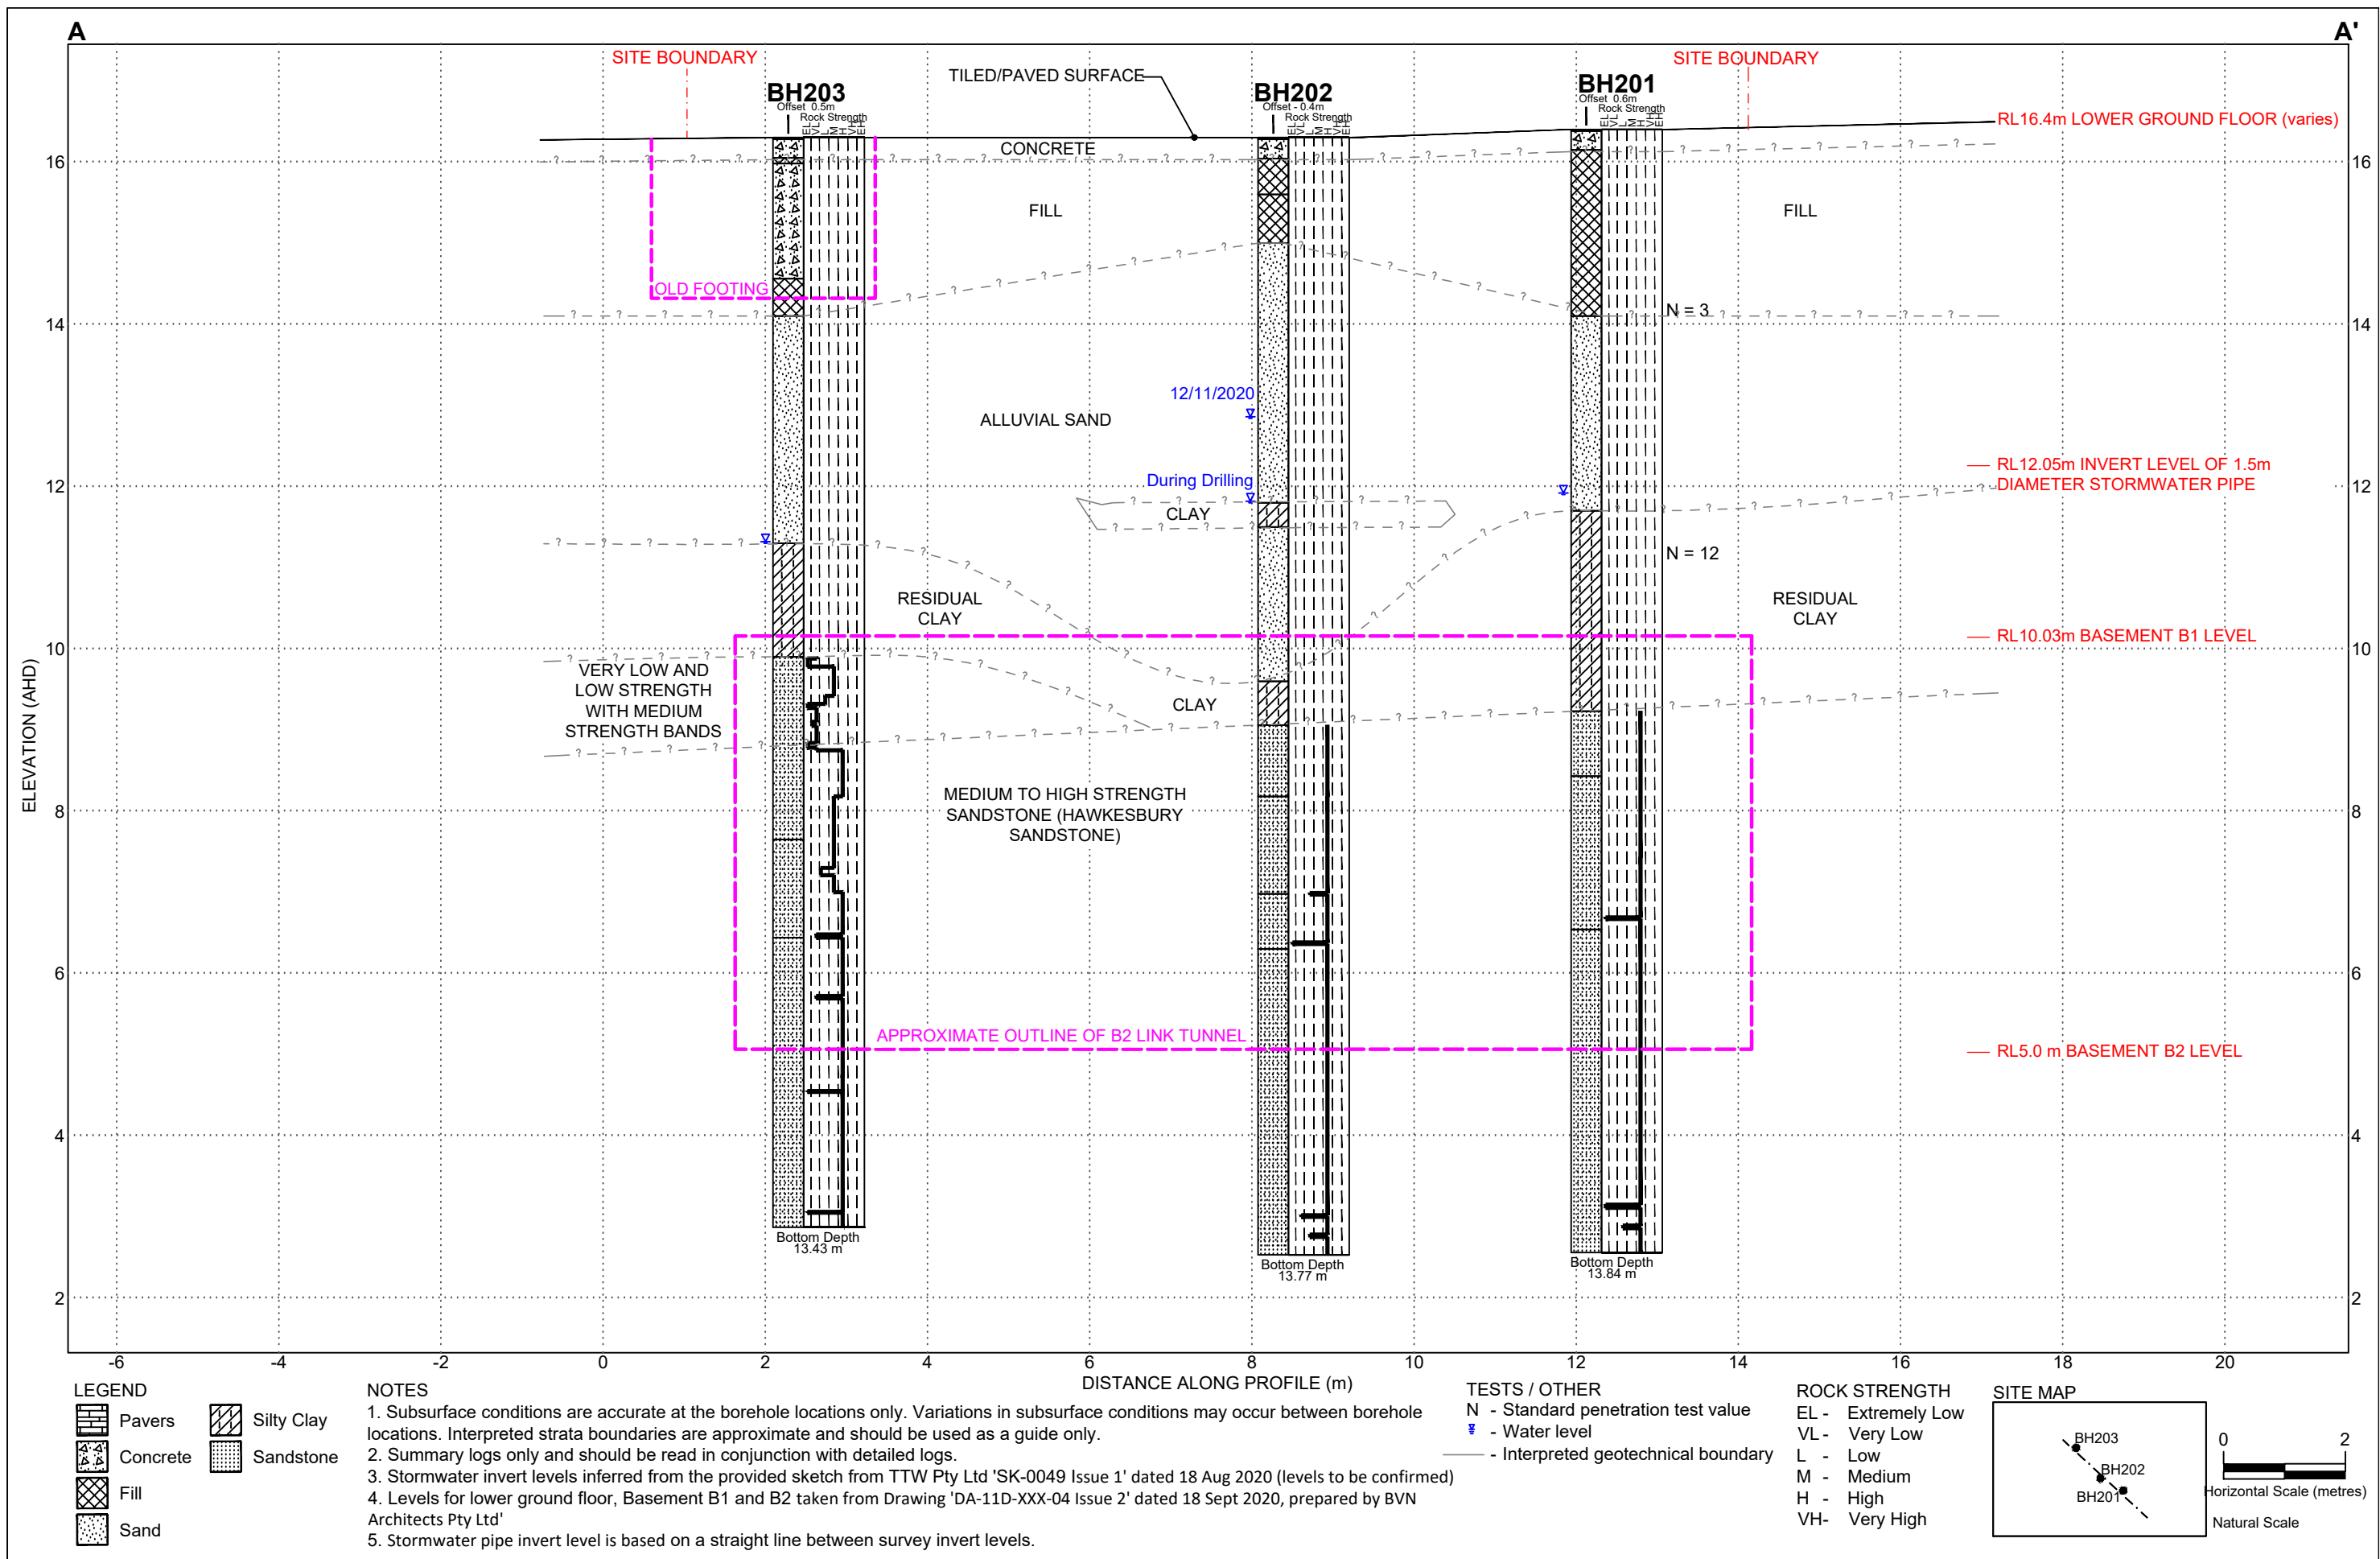 A
A'
SITE BOUNDARY
SITE BOUNDARY
TILED/PAVED SURFACE
BH203
Offset 0.5m
Rock Strength
EL
VL
L
M
H
VH
EH
BH202
Offset - 0.4m
Rock Strength
EL
VL
L
M
H
VH
EH
BH201
Offset 0.6m
Rock Strength
EL
VL
L
M
H
VH
EH
RL16.4m LOWER GROUND FLOOR (varies)
CONCRETE
16
16
FILL
FILL
OLD FOOTING
N = 3
14
14
12/11/2020
ALLUVIAL SAND
RL12.05m INVERT LEVEL OF 1.5m
DIAMETER STORMWATER PIPE
During Drilling
12
12
CLAY
N = 12
RESIDUAL
CLAY
RESIDUAL
CLAY
RL10.03m BASEMENT B1 LEVEL
10
10
VERY LOW AND
LOW STRENGTH
WITH MEDIUM
STRENGTH BANDS
CLAY
ELEVATION (AHD)
MEDIUM TO HIGH STRENGTH
SANDSTONE (HAWKESBURY
SANDSTONE)
8
8
6
6
APPROXIMATE OUTLINE OF B2 LINK TUNNEL
RL5.0 m BASEMENT B2 LEVEL
4
4
Bottom Depth
13.43 m
Bottom Depth
13.77 m
Bottom Depth
13.84 m
2
2
-6 -4 -2 0 2 4 6 8 10 12 14 16 18 20
DISTANCE ALONG PROFILE (m)
LEGEND
Pavers
Concrete
Fill
Sand
Silty Clay
Sandstone
NOTES
1. Subsurface conditions are accurate at the borehole locations only. Variations in subsurface conditions may occur between borehole
locations. Interpreted strata boundaries are approximate and should be used as a guide only.
2. Summary logs only and should be read in conjunction with detailed logs.
3. Stormwater invert levels inferred from the provided sketch from TTW Pty Ltd 'SK-0049 Issue 1' dated 18 Aug 2020 (levels to be confirmed)
4. Levels for lower ground floor, Basement B1 and B2 taken from Drawing 'DA-11D-XXX-04 Issue 2' dated 18 Sept 2020, prepared by BVN
Architects Pty Ltd'
5. Stormwater pipe invert level is based on a straight line between survey invert levels.
TESTS / OTHER
N - Standard penetration test value
- Water level
- Interpreted geotechnical boundary
ROCK STRENGTH
EL - Extremely Low
VL - Very Low
L - Low
M - Medium
H - High
VH- Very High
SITE MAP
BH203
BH202
BH201
0 2
Horizontal Scale (metres)
Natural Scale